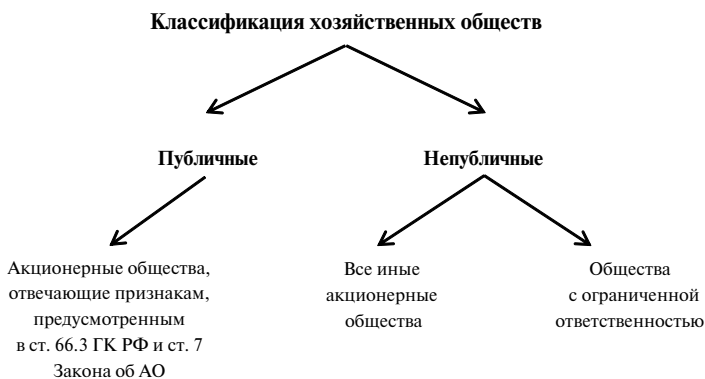 Классификация хозяйственных обществ
Публичные
Непубличные
Акционерные общества,
отвечающие признакам,
предусмотренным
в ст. 66.3 ГК РФ и ст. 7
Закона об АО
Все иные
акционерные
общества
Общества
с ограниченной
ответственностью